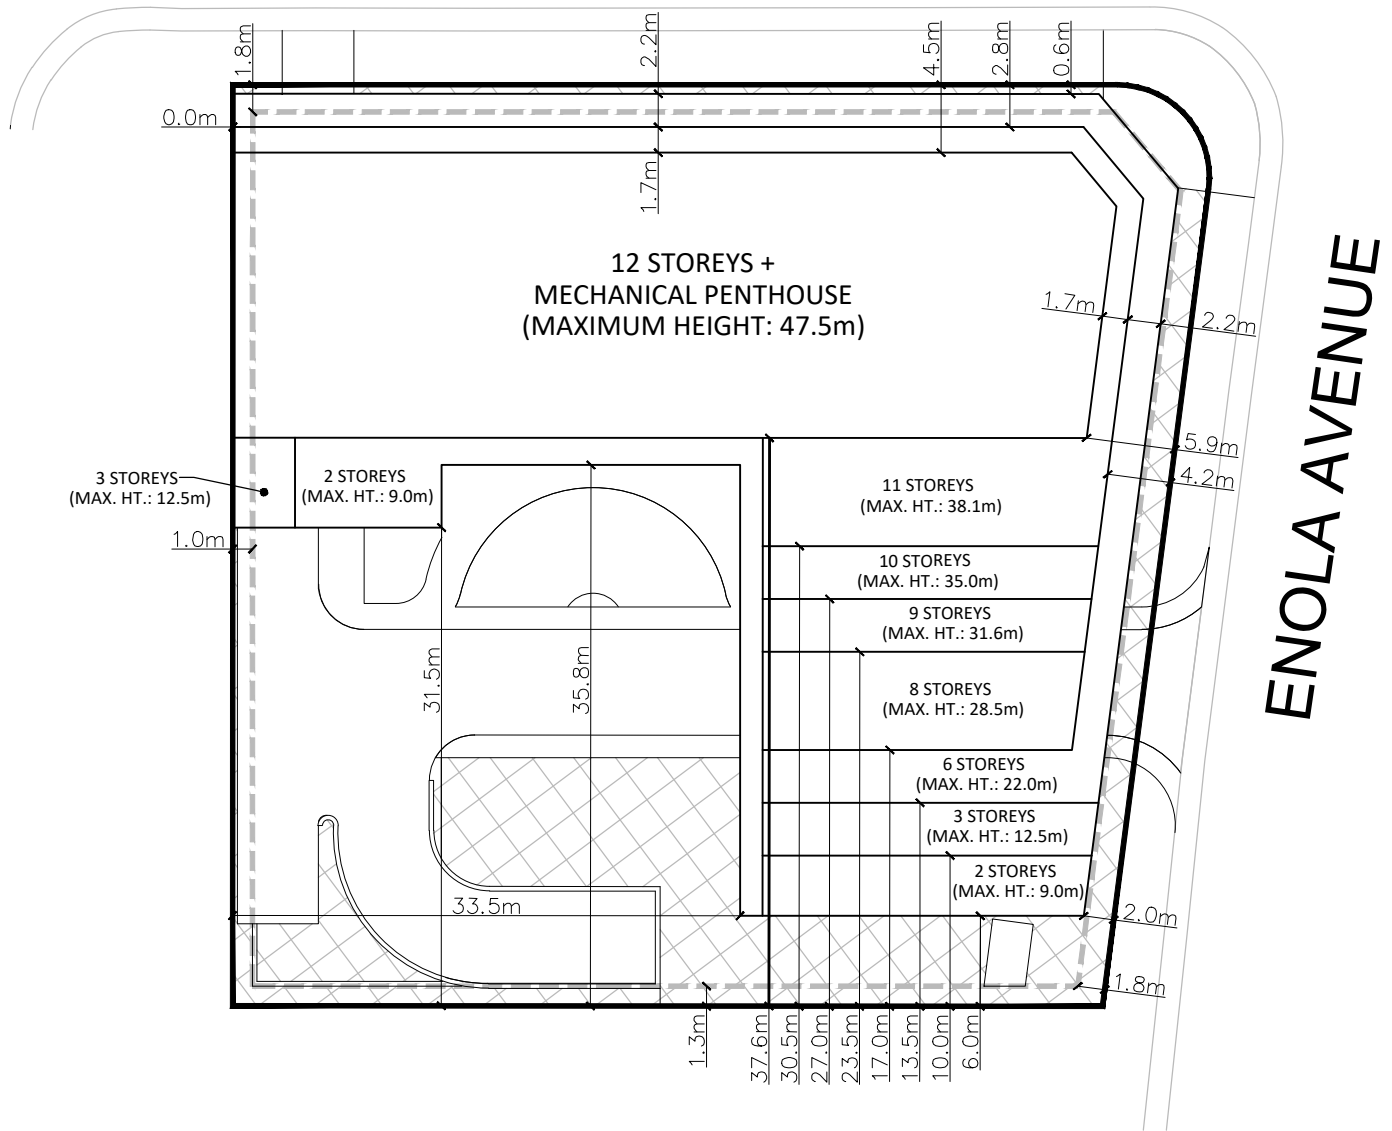 1.8m
2.2m
4.5m
2.8m
0.6m
0.0m
1.7m
12 STOREYS +
MECHANICAL PENTHOUSE
(MAXIMUM HEIGHT: 47.5m)
1.7m
2.2m
ENOLA AVENUE
5.9m
4.2m
3 STOREYS
(MAX. HT.: 12.5m)
2 STOREYS
(MAX. HT.: 9.0m)
11 STOREYS
(MAX. HT.: 38.1m)
1.0m
10 STOREYS
(MAX. HT.: 35.0m)
9 STOREYS
(MAX. HT.: 31.6m)
31.5m
35.8m
8 STOREYS
(MAX. HT.: 28.5m)
6 STOREYS
(MAX. HT.: 22.0m)
3 STOREYS
(MAX. HT.: 12.5m)
2 STOREYS
(MAX. HT.: 9.0m)
33.5m
2.0m
1.8m
1.3m
37.6m
30.5m
27.0m
23.5m
17.0m
13.5m
10.0m
6.0m